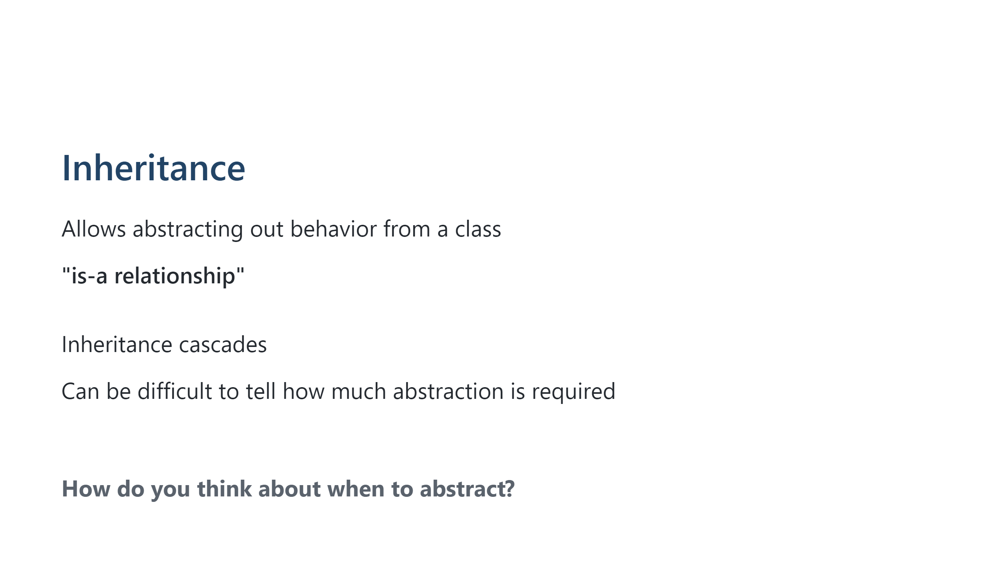 Inheritance
Allows abstracting out behavior from a class
"is-a relationship"
Inheritance cascades
Can be difficult to tell how much abstraction is required
How do you think about when to abstract?